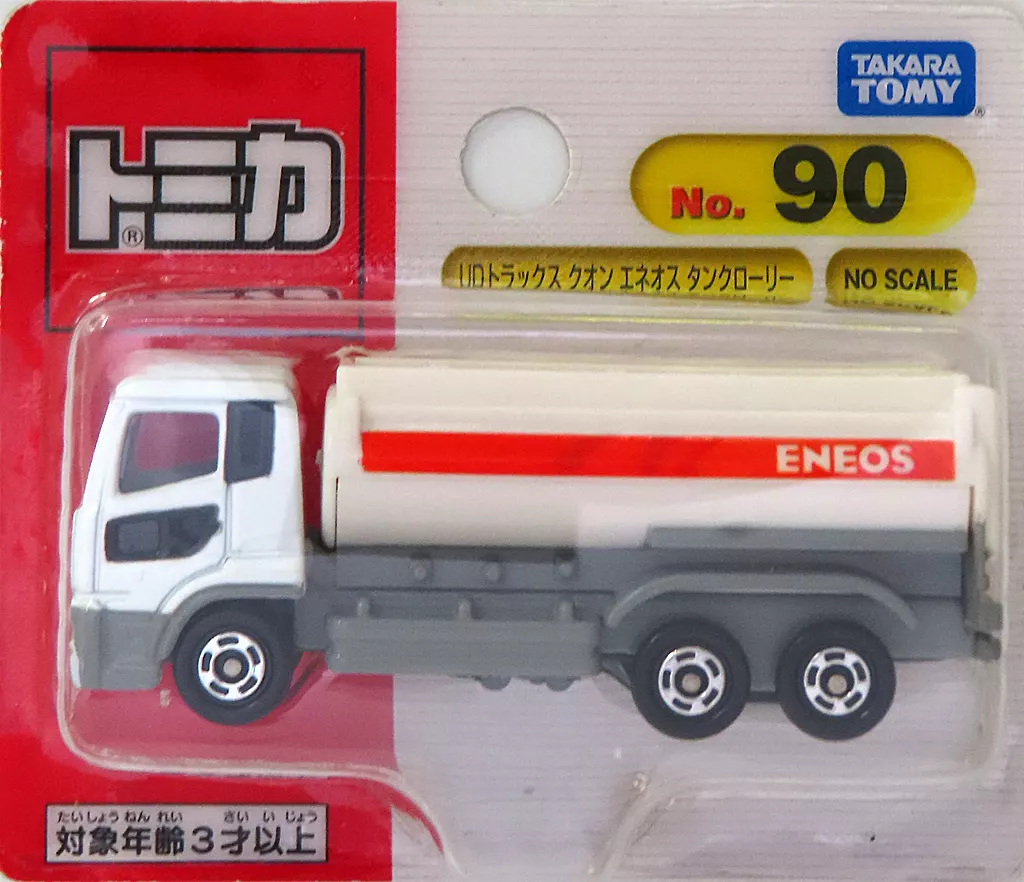 TAKARA
TOMY
®
トミカ
®
No. 90
UDトラックス クオン エネオス タンクローリー
NO SCALE
ENEOS
たいしょう ねん れい さい い じょう
対象年齢3才以上